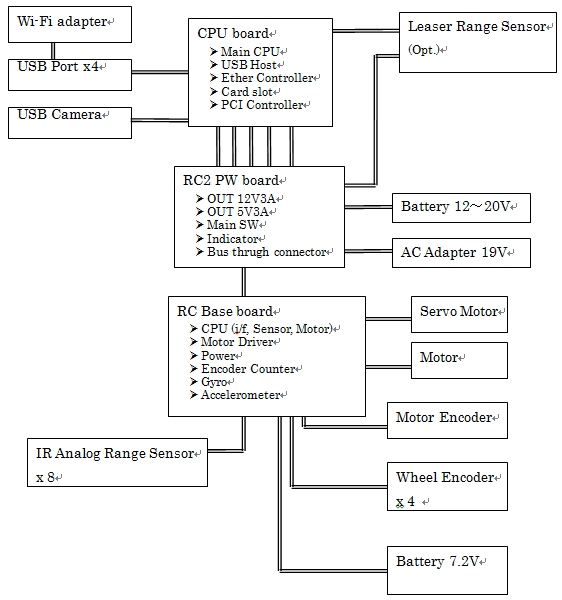 Wi-Fi adapter
USB Port x4
USB Camera
CPU board
➤ Main CPU
➤ USB Host
➤ Ether Controller
➤ Card slot
➤ PCI Controller
Leaser Range Sensor
(Opt.)
RC2 PW board
➤ OUT 12V3A
➤ OUT 5V3A
➤ Main SW
➤ Indicator
➤ Bus thrugh connector
Battery 12～20V
AC Adapter 19V
RC Base board
➤ CPU (i/f, Sensor, Motor)
➤ Motor Driver
➤ Power
➤ Encoder Counter
➤ Gyro
➤ Accelerometer
Servo Motor
Motor
Motor Encoder
IR Analog Range Sensor
x 8
Wheel Encoder
x 4
Battery 7.2V